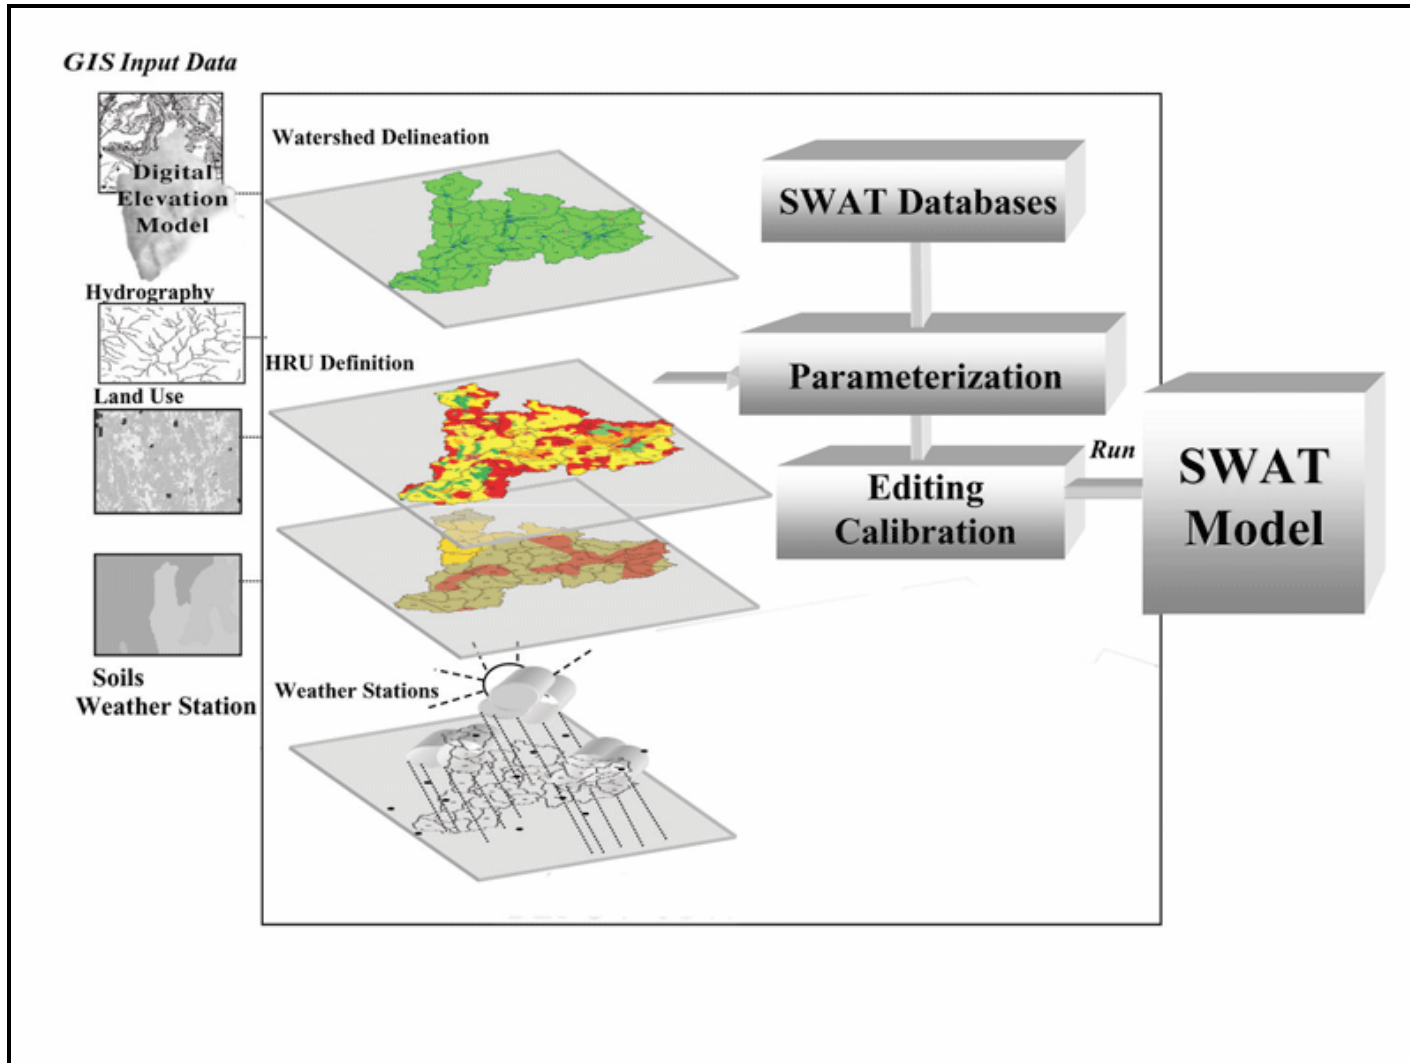 GIS Input Data
Digital
Elevation
Model
Hydrography
Land Use
Soils
Weather Station
Watershed Delineation
HRU Definition
Weather Stations
SWAT Databases
Parameterization
Editing
Calibration
Run
SWAT
Model